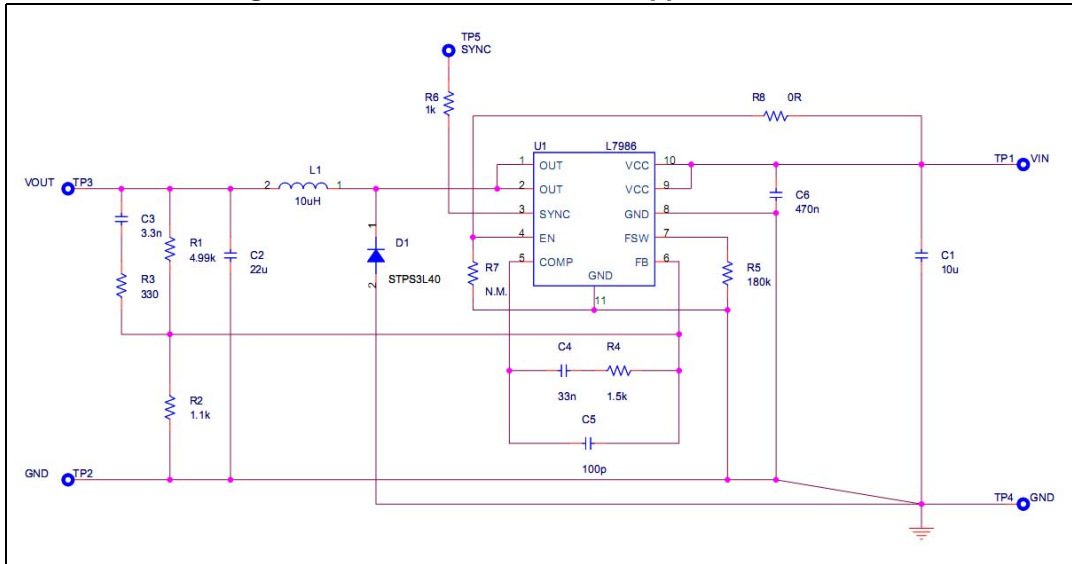 TP5
SYNC
R6
1k
R8 0R
U1 L7986
1 OUT VCC 10
2 OUT VCC 9
3 SYNC GND 8
4 EN FSW 7
5 COMP FB 6
GND
11
VOUT TP3
2 L1 1
10uH
TP1 VIN
C6
470n
C3
3.3n
R1
4.99k
C2
22u
1
D1
2
STPS3L40
R7
N.M.
R5
180k
C1
10u
R3
330
C4 R4
33n 1.5k
R2
1.1k
C5
100p
GND TP2
TP4 GND